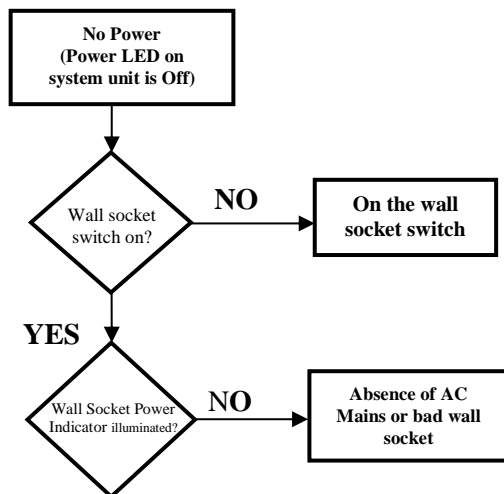 No Power
(Power LED on
system unit is Off)
Wall socket
switch on?
NO
On the wall
socket switch
YES
Wall Socket Power
Indicator illuminated?
NO
Absence of AC
Mains or bad wall
socket